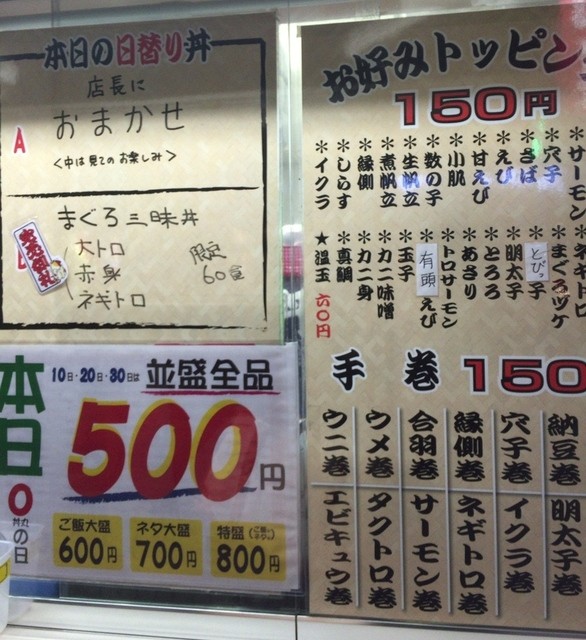 本日の日替り丼
店長に
A
おまかせ
<中は見てのお楽しみ>
まぐろ三昧丼
大トロ
赤身
ネギトロ
限定
60食
本日
0
の日
10日・20日・30日は
並盛全品
500円
ご飯大盛
600円
ネタ大盛
700円
特盛
800円
お好みトッピン
150円
＊サーモン
＊穴子
＊さば
＊えび
＊甘えび
＊小肌
＊数の子
＊生帆立
＊煮帆立
＊縁側
＊しらす
＊イクラ
＊ネギトビ
＊まぐろヅケ
＊とびっ子
＊明太子
＊とろろ
＊あさり
＊トロサーモン
＊有頭えび
＊玉子
＊カニ味噌
＊カニ身
＊真鯛
★温玉 六〇円
手巻 150
納豆巻
穴子巻
縁側巻
合羽巻
ウメ巻
ウニ巻
明太子巻
イクラ巻
ネギトロ巻
サーモン巻
タクトロ巻
エビキュウ巻